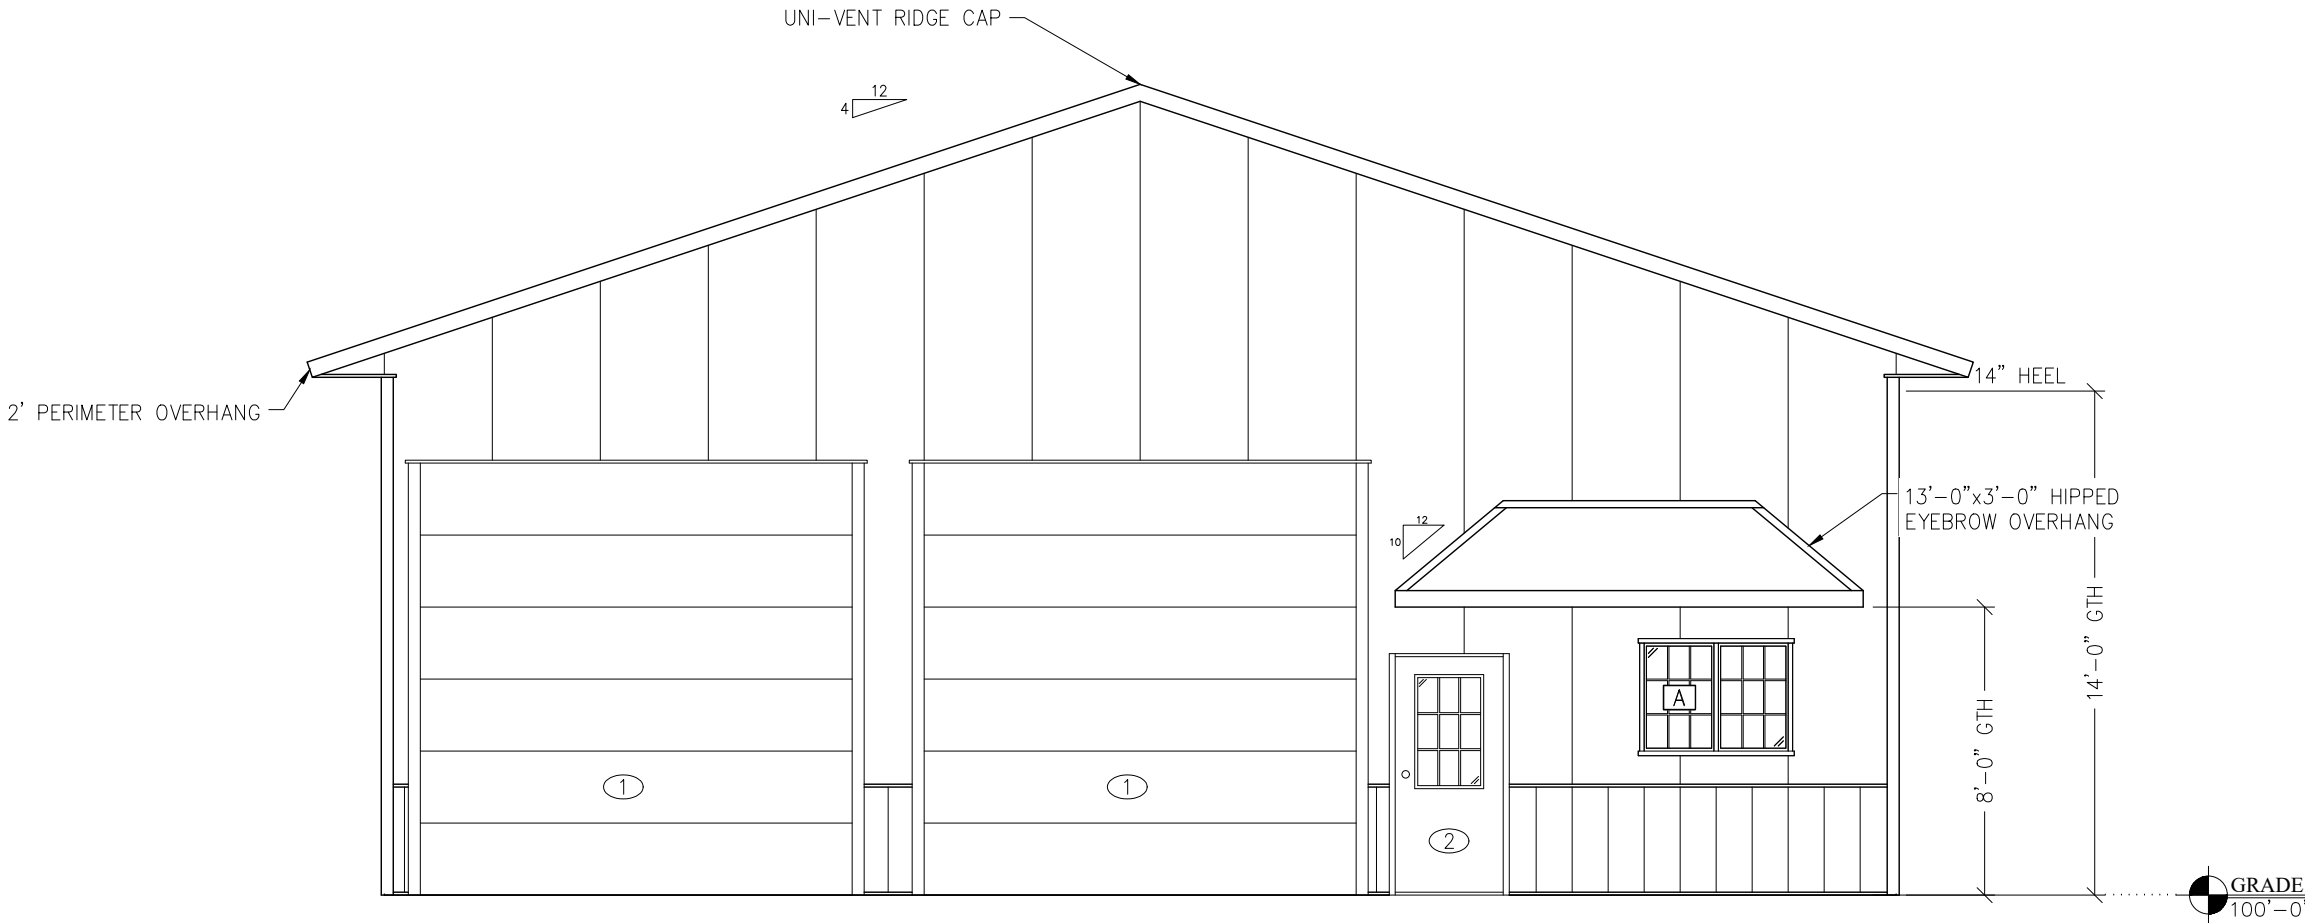 UNI-VENT RIDGE CAP
12
4
14" HEEL
2' PERIMETER OVERHANG
13'-0"x3'-0" HIPPED
EYEBROW OVERHANG
12
10
14'-0" GTH
A
8'-0" GTH
1
1
2
GRADE
100'-0"